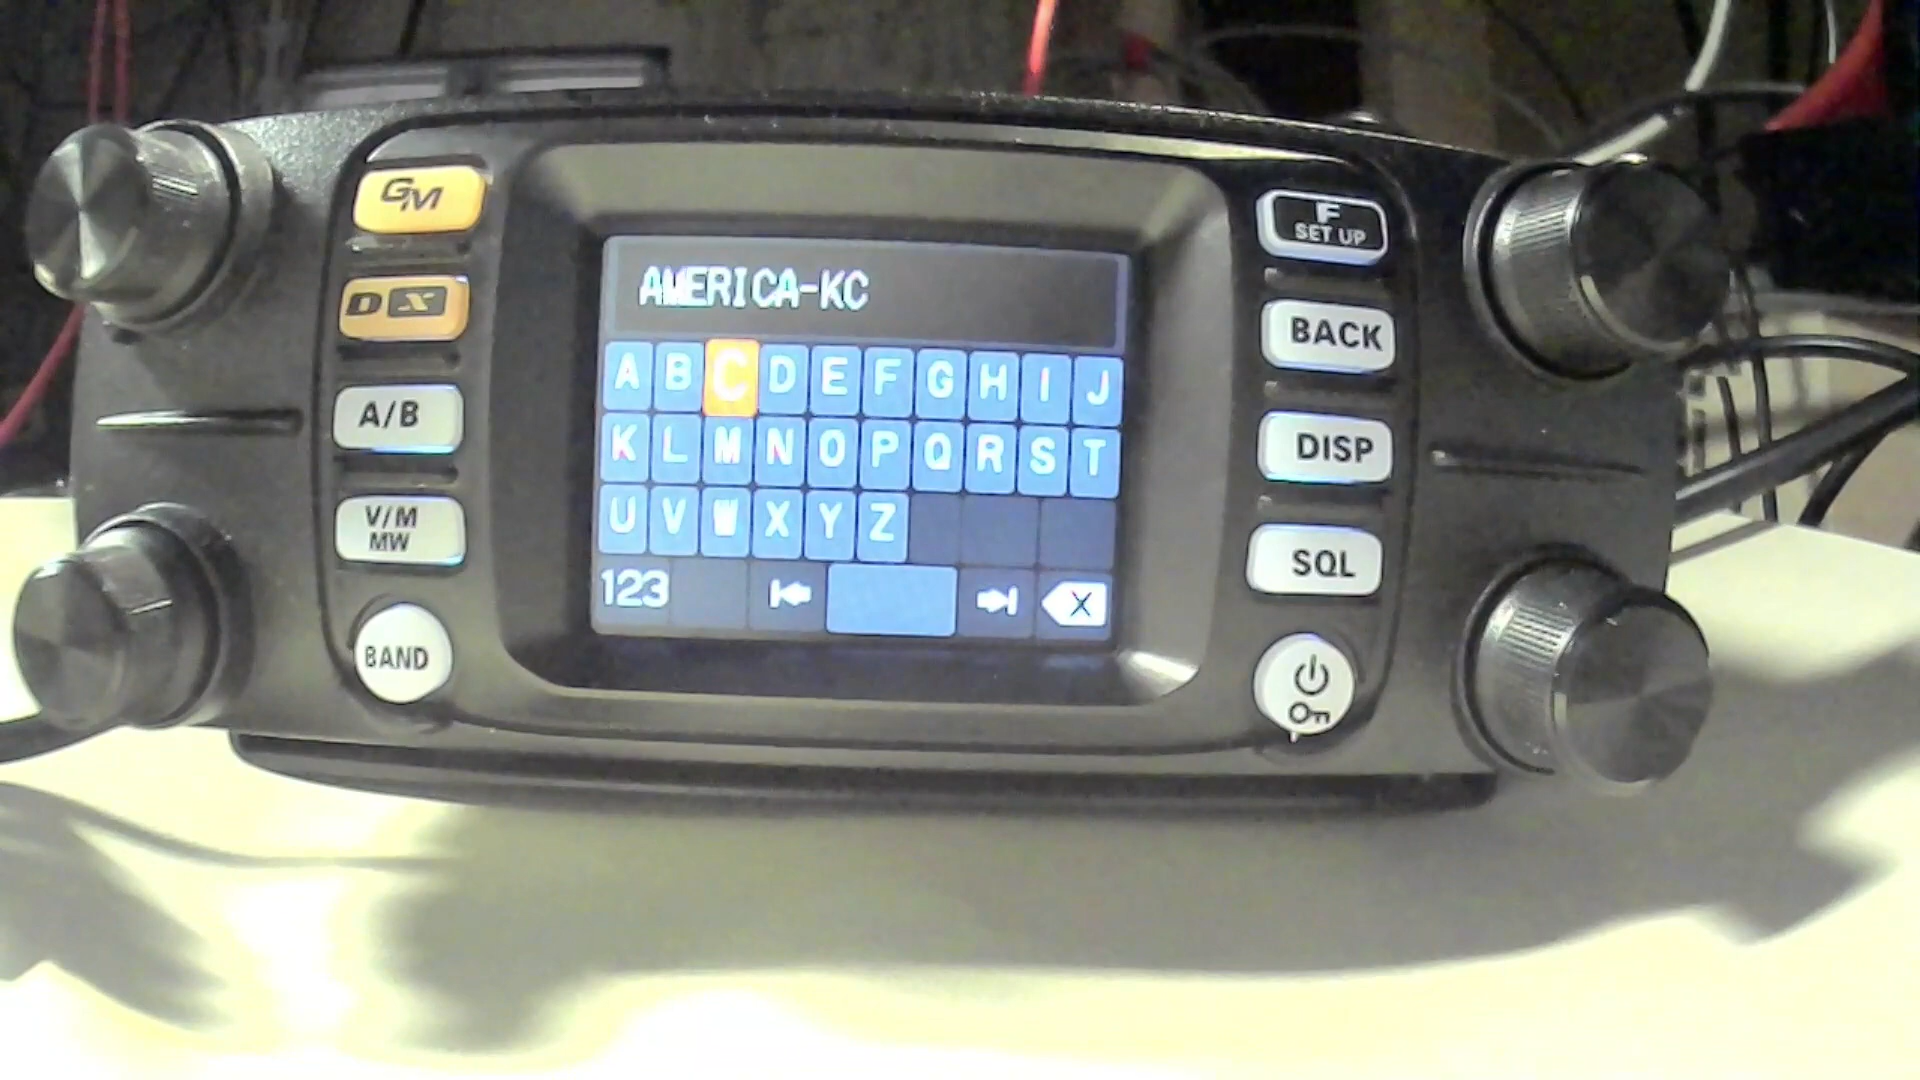 GM
F
SET UP
AMERICA-KC
DX
BACK
A B C D E F G H I J
A/B
K L M N O P Q R S T
DISP
V/M
MW
U V W X Y Z
SQL
123
X
BAND